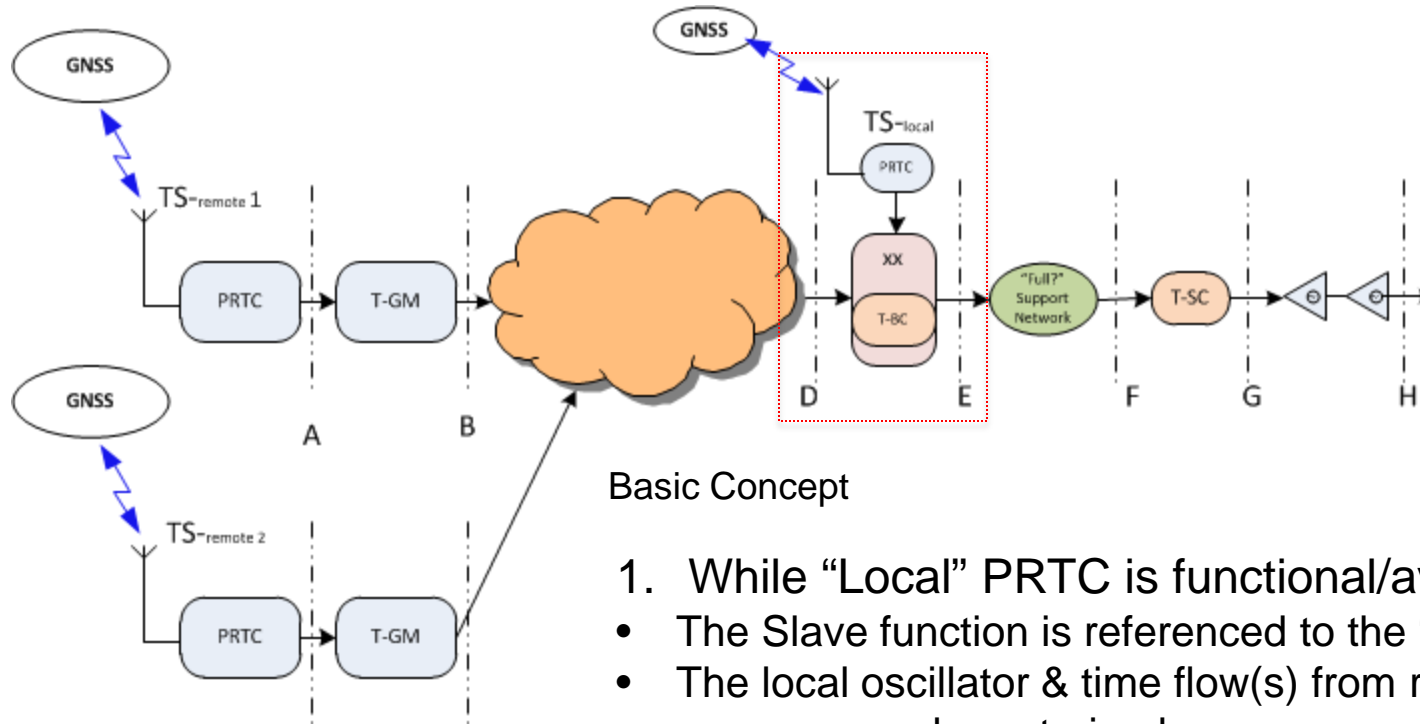 GNSS
GNSS
TS-remote 1
TS-local
PRTC
PRTC
T-GM
XX
T-BC
"Full?"
Support
Network
T-SC
A
B
D
E
F
G
H
GNSS
TS-remote 2
PRTC
T-GM
Basic Concept
1. While “Local” PRTC is functional/av
• The Slave function is referenced to the
• The local oscillator & time flow(s) from